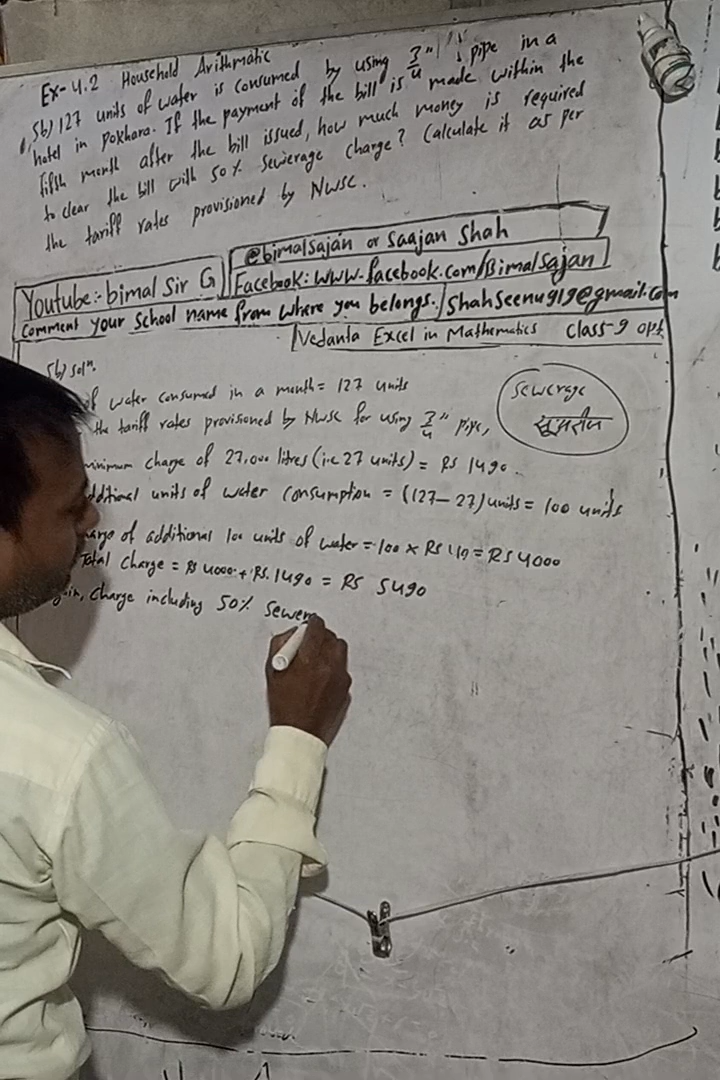 Ex- 4.2 Household Arithmatic
5b) 127 units of water is consumed by using 3/4" pipe in a
hotel in pokhara. If the payment of the bill is made within the
fifth month after the bill issued, how much money is required
to clear the bill with 50% Sewerage charge? Calculate it as per
the tariff rates provisioned by NWSC.
@bimalsajan or Saajan Shah
Youtube:- bimal Sir G
Facebook: www.facebook.com/Bimalsajan
Comment your School name from where you belongs.
Shahseenu919@gmail.com
Vedanta Excel in Mathematics Class-9 opt
5b) solⁿ.
of water consumed in a month = 127 units
the tariff rates provisioned by NWSC for using 3/4" pipe,
Sewerage
minimum charge of 27,000 litres (i.e 27 units) = Rs 1490.
additional units of water consumption = (127-27) units = 100 units
of additional 100 units of water = 100 × Rs 40 = Rs 4000
Total charge = Rs 4000 + Rs. 1490 = Rs 5490
charge including 50% Sewer